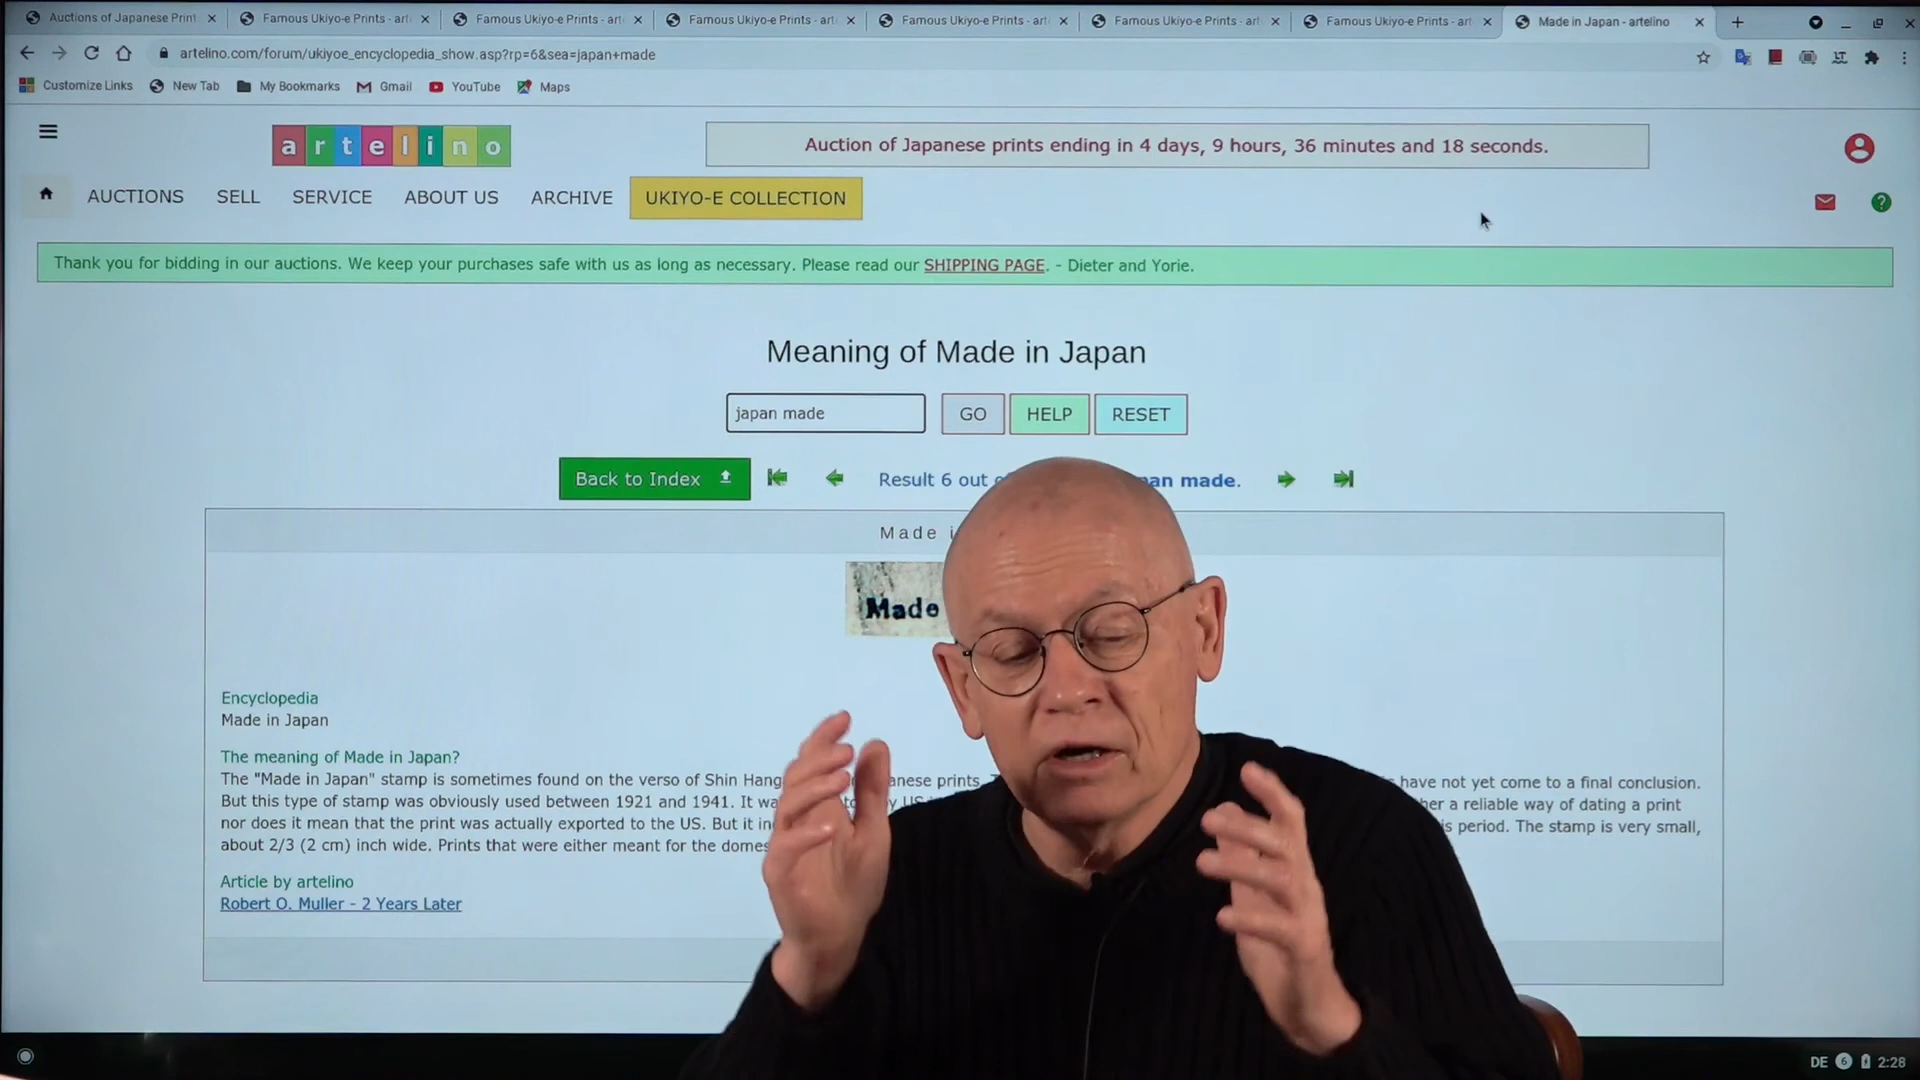 Auctions of Japanese Print
Famous Ukiyo-e Prints - art
Famous Ukiyo-e Prints - art
Famous Ukiyo-e Prints - art
Famous Ukiyo-e Prints - art
Famous Ukiyo-e Prints - art
Famous Ukiyo-e Prints - art
Made in Japan - artelino
artelino.com/forum/ukiyoe_encyclopedia_show.asp?rp=6&sea=japan+made
Customize Links New Tab My Bookmarks Gmail YouTube Maps
artelino
Auction of Japanese prints ending in 4 days, 9 hours, 36 minutes and 18 seconds.
AUCTIONS SELL SERVICE ABOUT US ARCHIVE UKIYO-E COLLECTION
Thank you for bidding in our auctions. We keep your purchases safe with us as long as necessary. Please read our SHIPPING PAGE. - Dieter and Yorie.
Meaning of Made in Japan
japan made GO HELP RESET
Back to Index Result 6 out made.
Made
Made
Encyclopedia
Made in Japan
The meaning of Made in Japan?
The "Made in Japan" stamp is sometimes found on the verso of Shin Hang prints. have not yet come to a final conclusion.
But this type of stamp was obviously used between 1921 and 1941. It a reliable way of dating a print
nor does it mean that the print was actually exported to the US. But it period. The stamp is very small,
about 2/3 (2 cm) inch wide. Prints that were either meant for the
Article by artelino
Robert O. Muller - 2 Years Later
DE 6 2:28